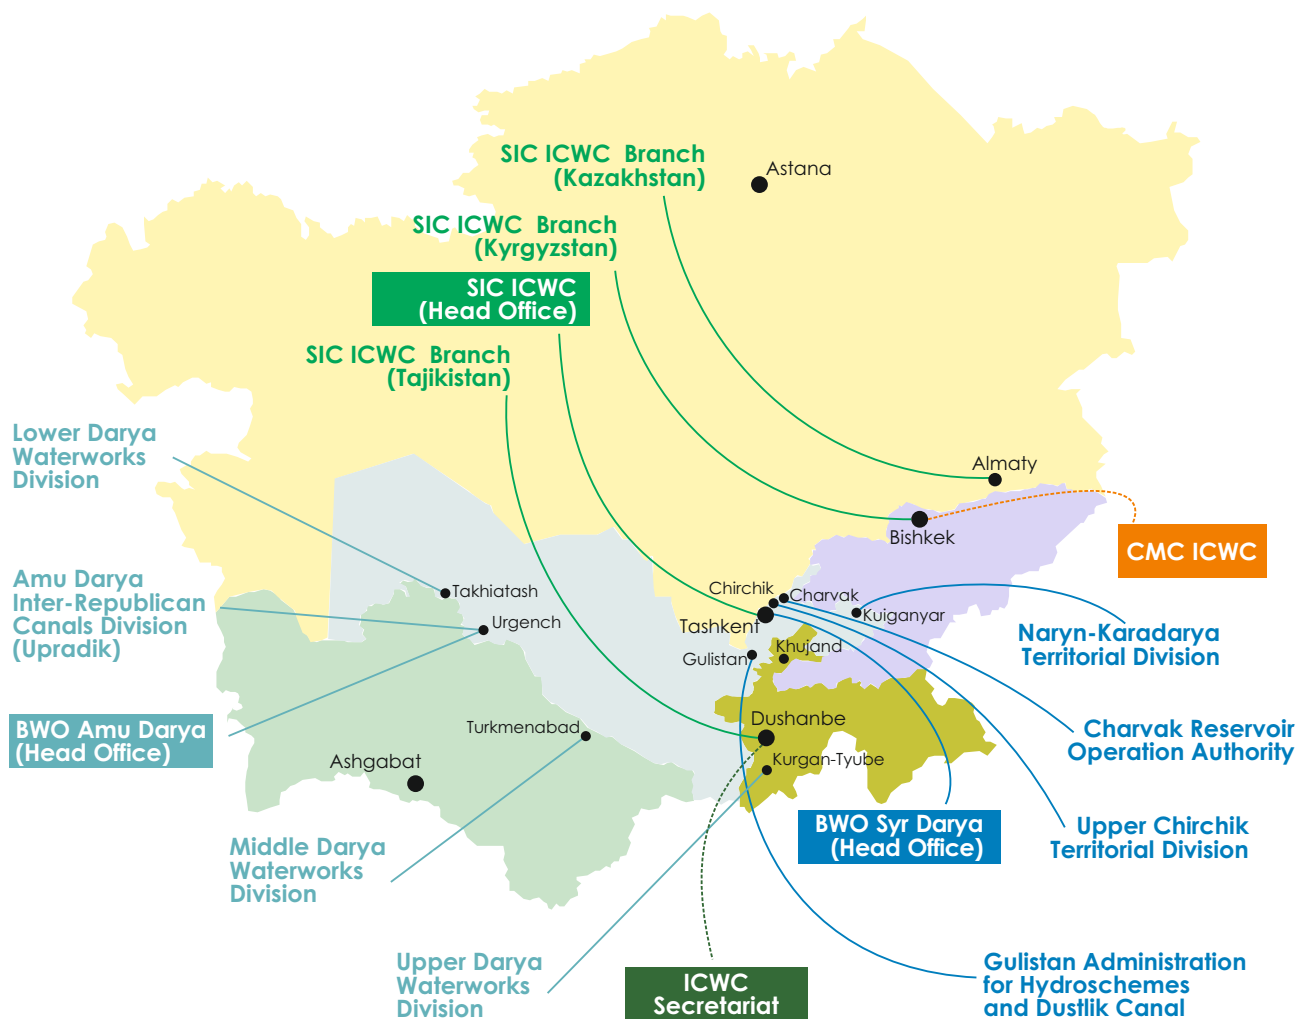 SIC ICWC Branch
(Kazakhstan)
Astana
SIC ICWC Branch
(Kyrgyzstan)
SIC ICWC
(Head Office)
SIC ICWC Branch
(Tajikistan)
Lower Darya
Waterworks
Division
Almaty
Bishkek
CMC ICWC
Amu Darya
Inter-Republican
Canals Division
(Upradik)
Takhiatash
Urgench
Chirchik
Charvak
Tashkent
Kuiganyar
Gulistan
Khujand
Naryn-Karadarya
Territorial Division
BWO Amu Darya
(Head Office)
Turkmenabad
Dushanbe
Charvak Reservoir
Operation Authority
Ashgabat
Kurgan-Tyube
BWO Syr Darya
(Head Office)
Upper Chirchik
Territorial Division
Middle Darya
Waterworks
Division
Upper Darya
Waterworks
Division
ICWC
Secretariat
Gulistan Administration
for Hydroschemes
and Dustlik Canal